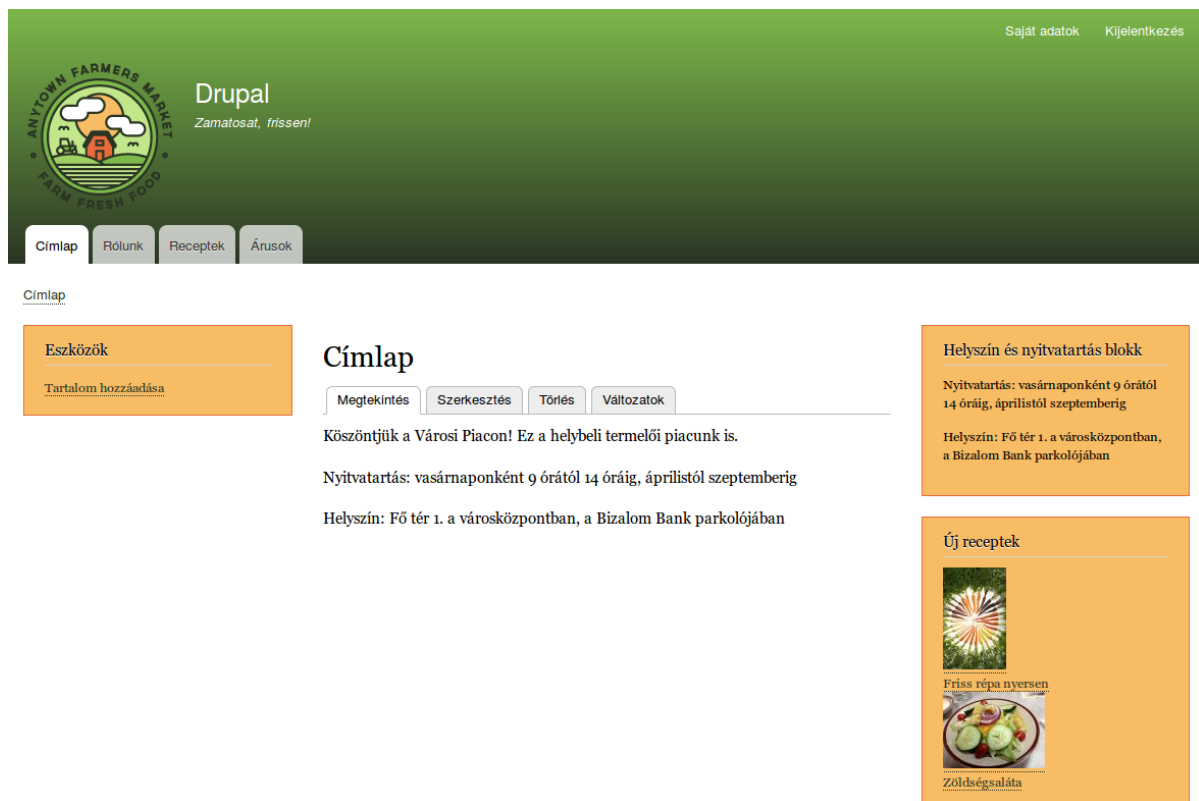 Saját adatok Kijelentkezés
ANYTOWN FARMERS MARKET
FARM FRESH FOOD
Drupal
Zamatosat, frissen!
Címlap Rólunk Receptek Árusok
Címlap
Eszközök
Tartalom hozzáadása
Címlap
Megtekintés Szerkesztés Törlés Változatok
Köszöntjük a Városi Piacon! Ez a helybeli termelői piacunk is.
Nyitvatartás: vasárnaponként 9 órától 14 óráig, áprilistól szeptemberig
Helyszín: Fő tér 1. a városközpontban, a Bizalom Bank parkolójában
Helyszín és nyitvatartás blokk
Nyitvatartás: vasárnaponként 9 órától
14 óráig, áprilistól szeptemberig
Helyszín: Fő tér 1. a városközpontban,
a Bizalom Bank parkolójában
Új receptek
Friss répa nyersen
Zöldségsaláta